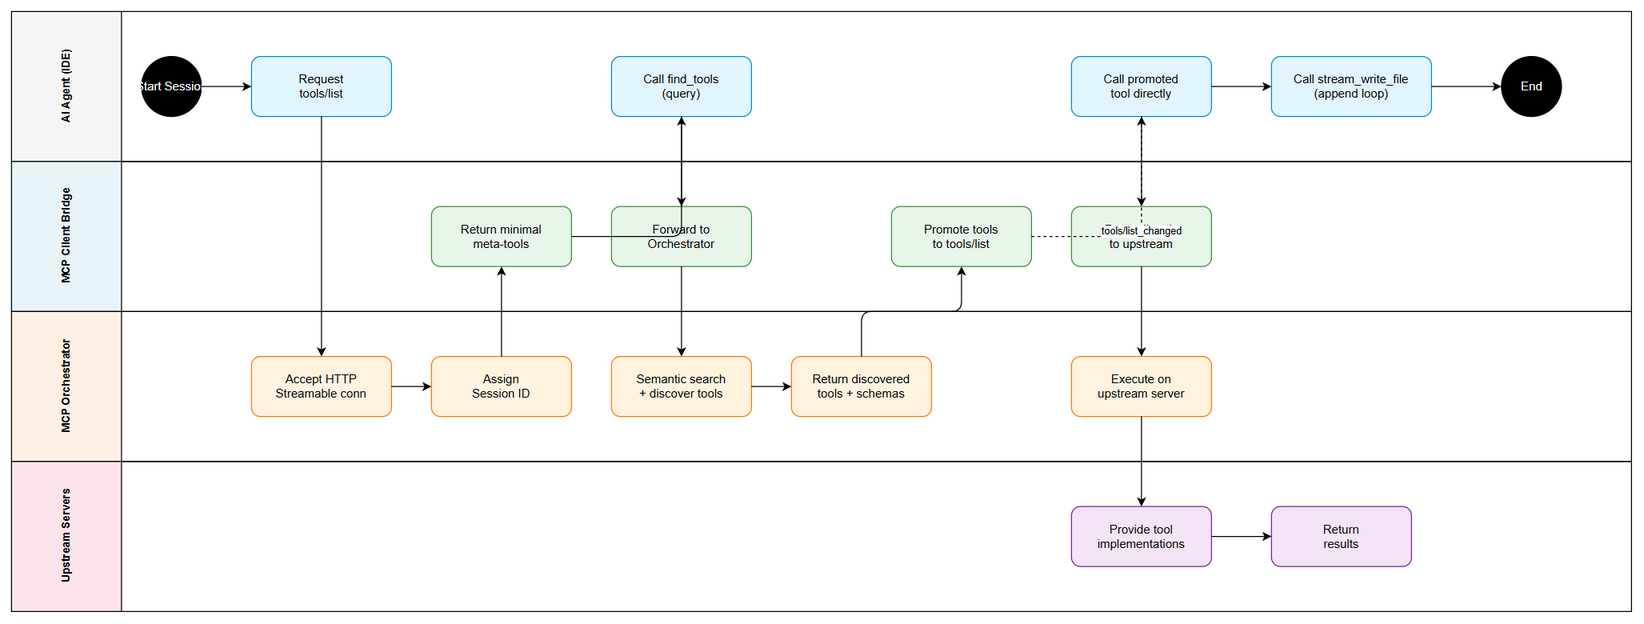 AI Agent (IDE)
Start Session
Request
tools/list
Call find_tools
(query)
Call promoted
tool directly
Call stream_write_file
(append loop)
End
MCP Client Bridge
Return minimal
meta-tools
Forward to
Orchestrator
Promote tools
to tools/list
tools/list_changed
to upstream
MCP Orchestrator
Accept HTTP
Streamable conn
Assign
Session ID
Semantic search
+ discover tools
Return discovered
tools + schemas
Execute on
upstream server
Upstream Servers
Provide tool
implementations
Return
results